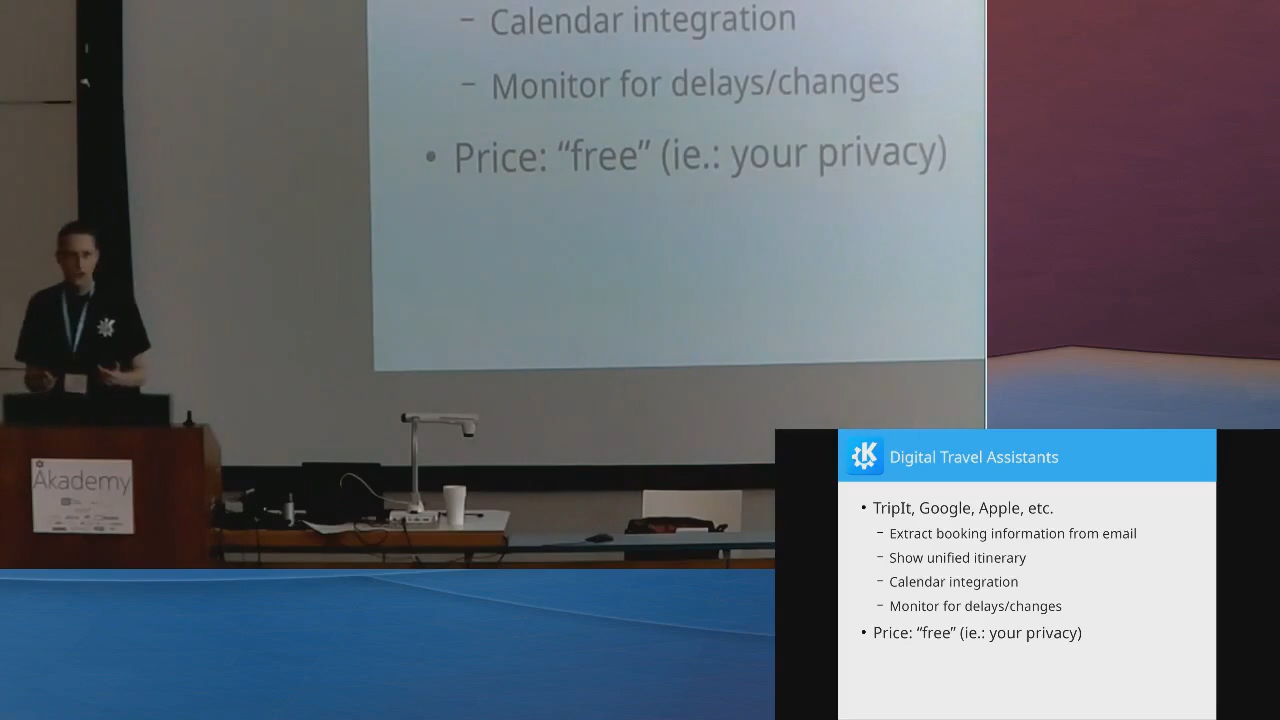 – Calendar integration
– Monitor for delays/changes
• Price: “free” (ie.: your privacy)
Akademy
Digital Travel Assistants
• TripIt, Google, Apple, etc.
– Extract booking information from email
– Show unified itinerary
– Calendar integration
– Monitor for delays/changes
• Price: “free” (ie.: your privacy)